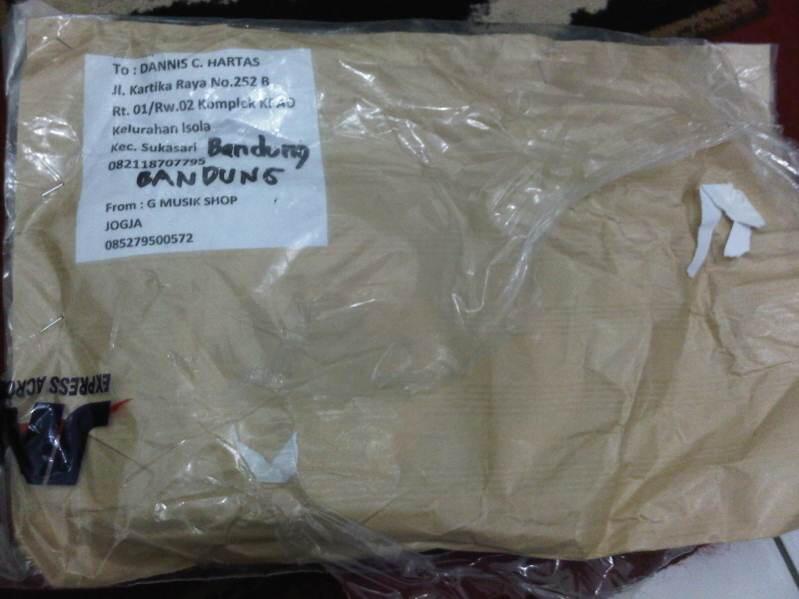 To : DANNIS C. HARTAS
Jl. Kartika Raya No.252 B
Rt. 01/Rw.02 Komplek
Kelurahan Isola
Kec. Sukasari Bandung
082118707795
BANDUNG
From : G MUSIK SHOP
JOGJA
085279500572
EXPRESS ACRO